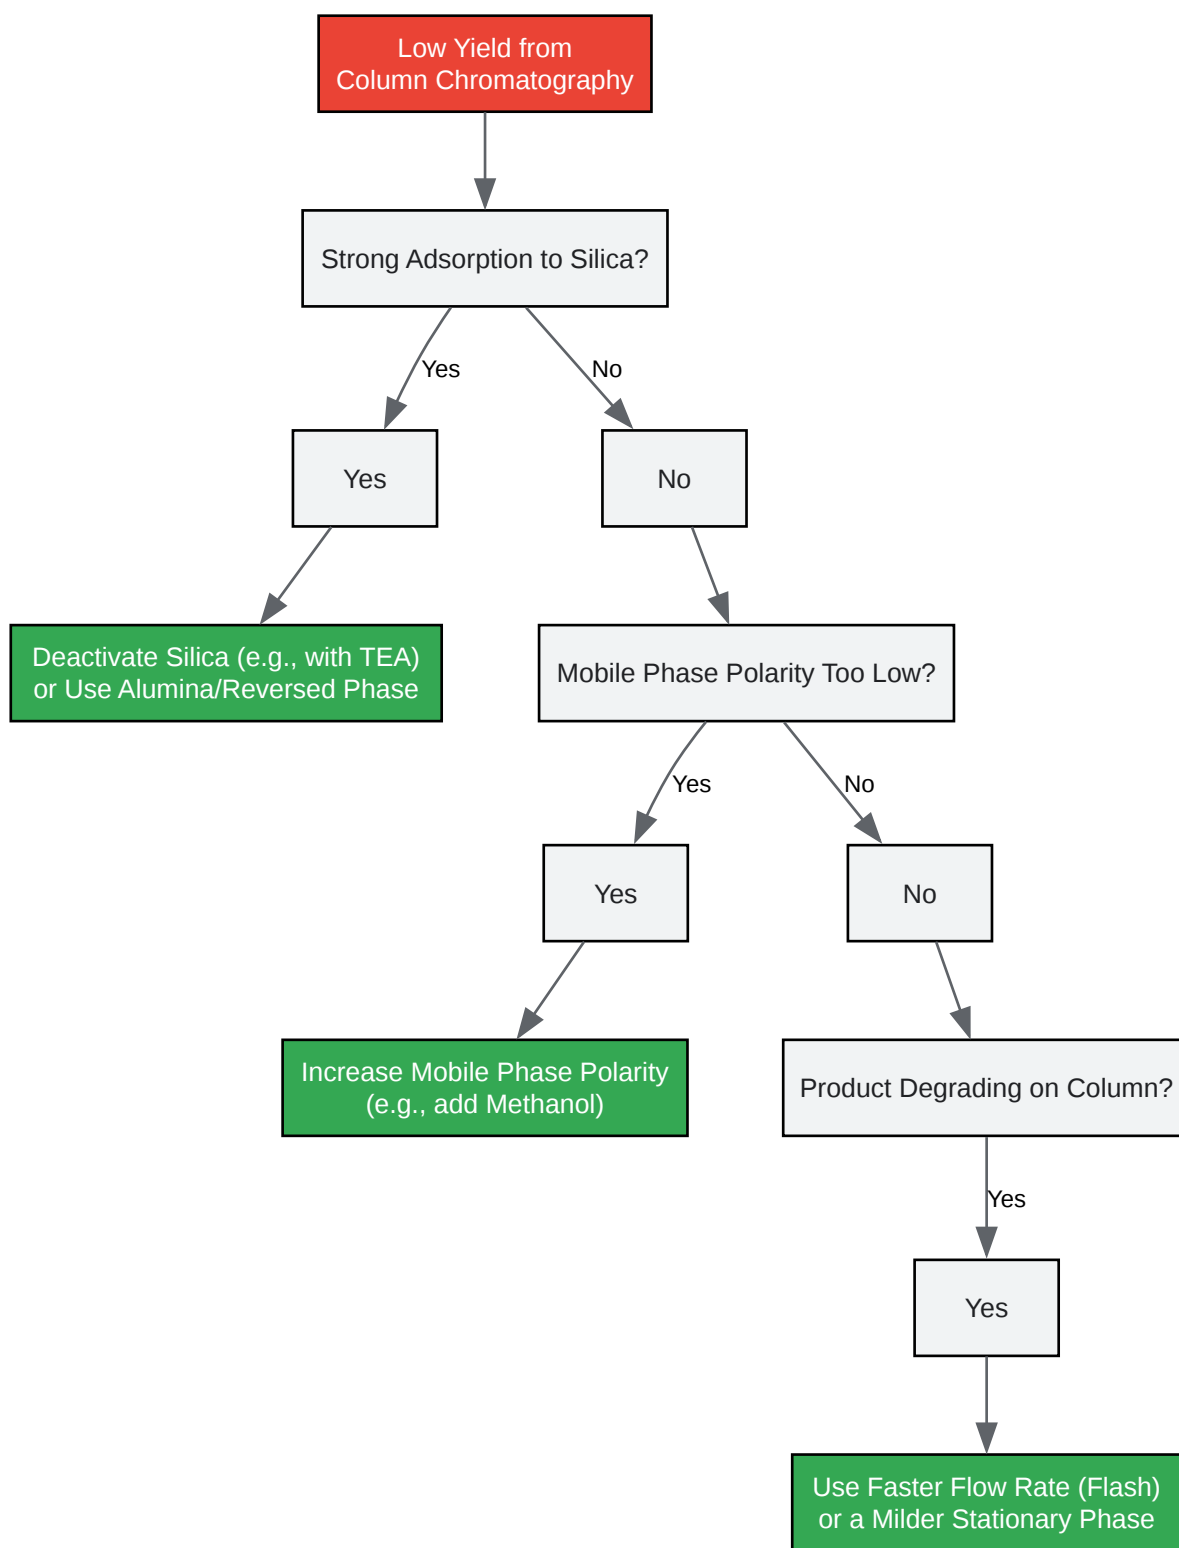 Low Yield from
Column Chromatography
Strong Adsorption to Silica?
Yes
No
Yes
No
Deactivate Silica (e.g., with TEA)
or Use Alumina/Reversed Phase
Mobile Phase Polarity Too Low?
Yes
No
Yes
No
Increase Mobile Phase Polarity
(e.g., add Methanol)
Product Degrading on Column?
Yes
Yes
Use Faster Flow Rate (Flash)
or a Milder Stationary Phase